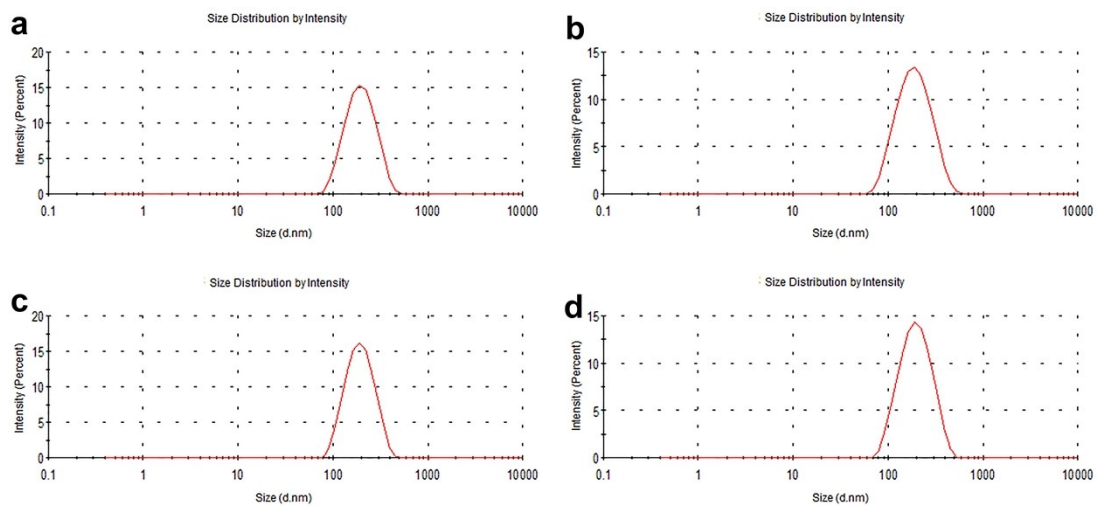 a
Size Distribution by Intensity
20
15
10
5
0
Intensity (Percent)
0.1 1 10 100 1000 10000
Size (d.nm)
b
Size Distribution by Intensity
15
10
5
0
Intensity (Percent)
0.1 1 10 100 1000 10000
Size (d.nm)
c
Size Distribution by Intensity
20
15
10
5
0
Intensity (Percent)
0.1 1 10 100 1000 10000
Size (d.nm)
d
Size Distribution by Intensity
15
10
5
0
Intensity (Percent)
0.1 1 10 100 1000 10000
Size (d.nm)